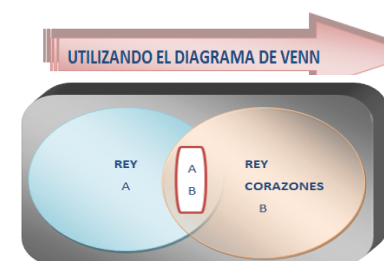 UTILIZANDO EL DIAGRAMA DE VENN
REY
A
A
B
REY
CORAZONES
B